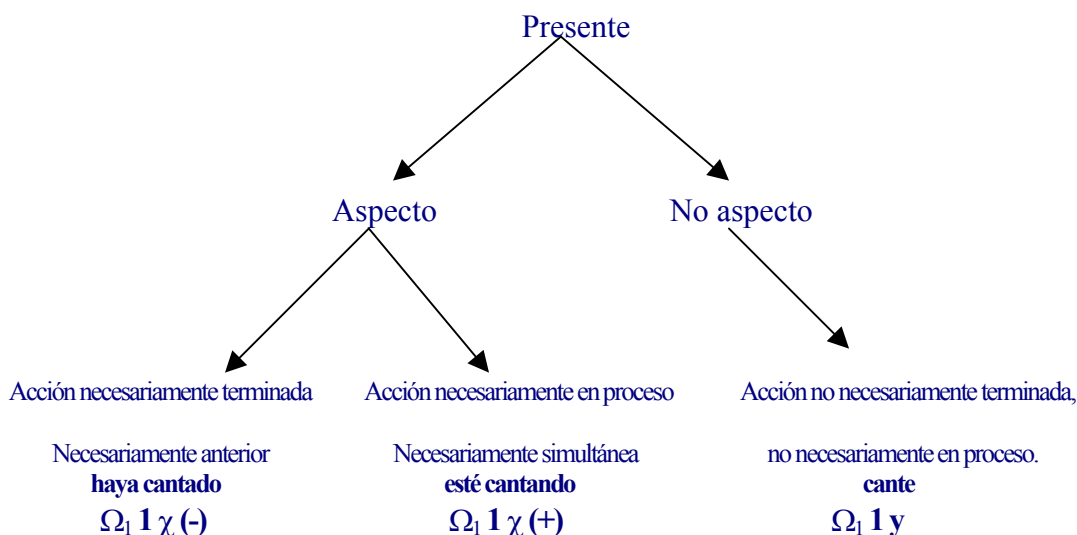 Presente
Aspecto
No aspecto
Acción necesariamente terminada
Necesariamente anterior
haya cantado
Ω₁ 1 χ (-)
Acción necesariamente en proceso
Necesariamente simultánea
esté cantando
Ω₁ 1 χ (+)
Acción no necesariamente terminada,
no necesariamente en proceso.
cante
Ω₁ 1 y